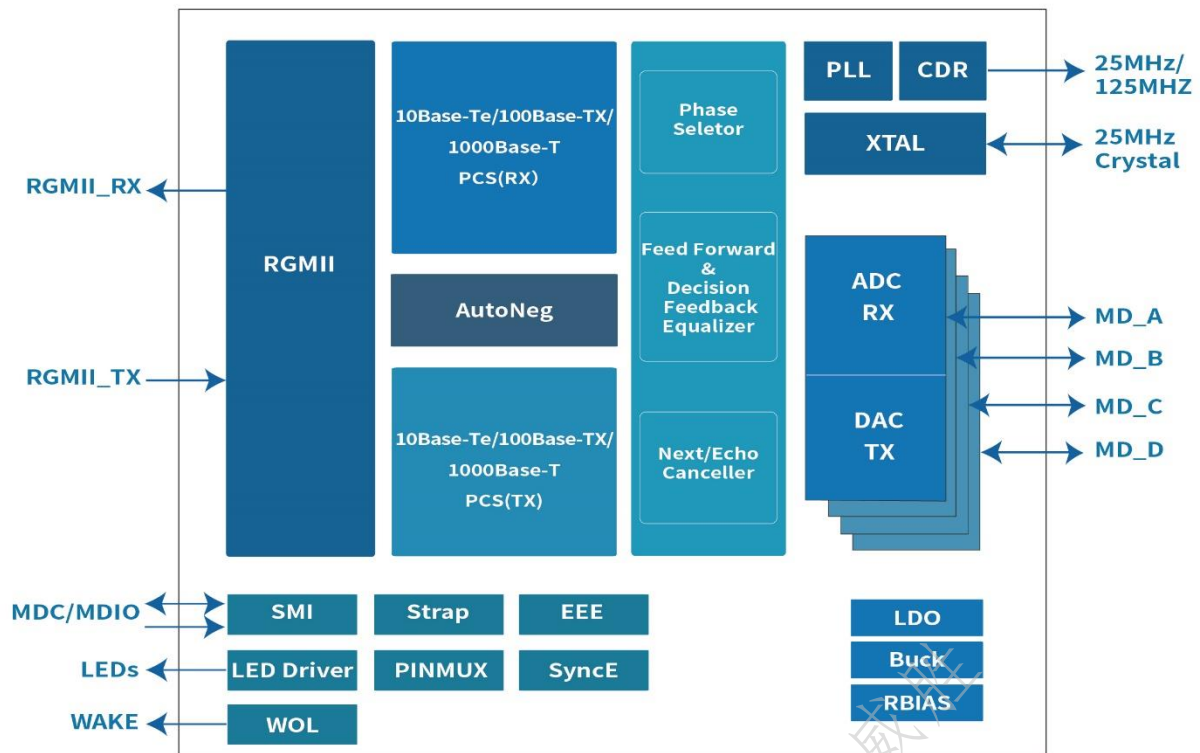 PLL
CDR
25MHz/
125MHZ
XTAL
25MHz
Crystal
RGMII_RX
RGMII
RGMII_TX
10Base-Te/100Base-TX/
1000Base-T
PCS(RX)
AutoNeg
10Base-Te/100Base-TX/
1000Base-T
PCS(TX)
Phase
Seletor
Feed Forward
&
Decision
Feedback
Equalizer
Next/Echo
Canceller
ADC
RX
DAC
TX
MD_A
MD_B
MD_C
MD_D
MDC/MDIO
SMI
Strap
EEE
LEDs
LED Driver
PINMUX
SyncE
WAKE
WOL
LDO
Buck
RBIAS